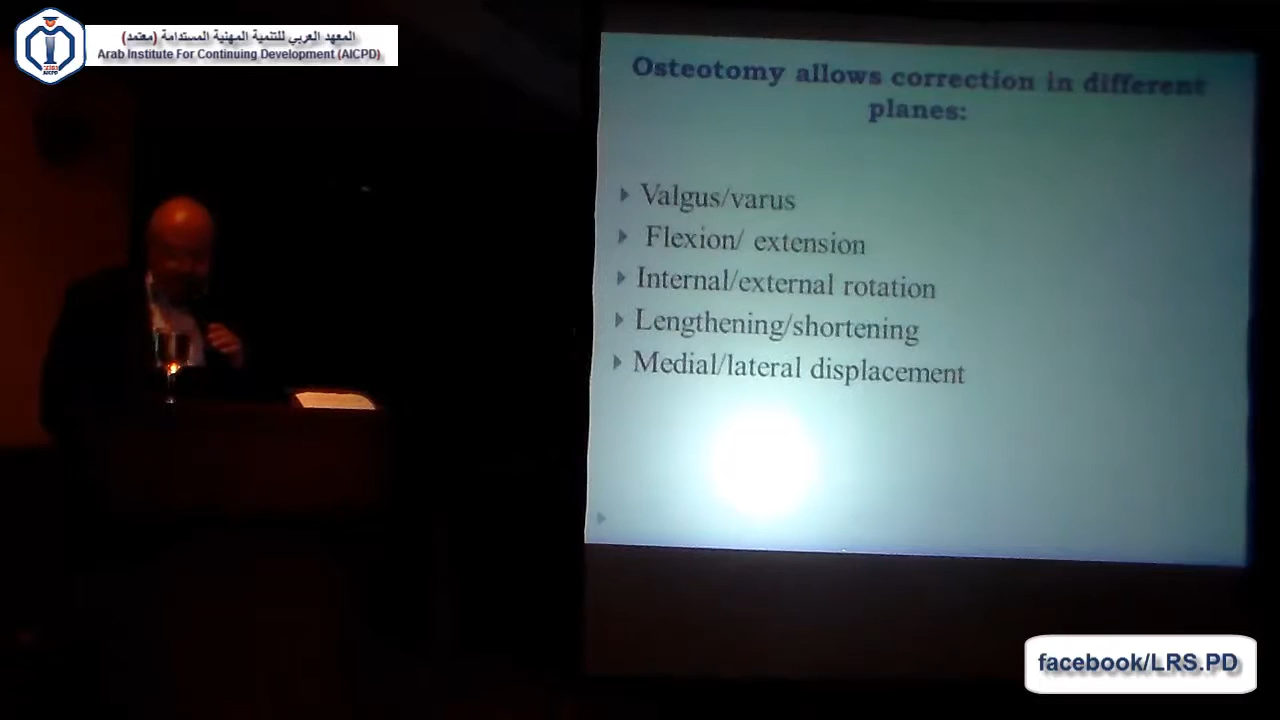 المعهد العربي للتنمية المهنية المستدامة (معتمد)
Arab Institute For Continuing Development (AICPD)
AICPD
Osteotomy allows correction in different
planes:
Valgus/varus
Flexion/ extension
Internal/external rotation
Lengthening/shortening
Medial/lateral displacement
facebook/LRS.PD